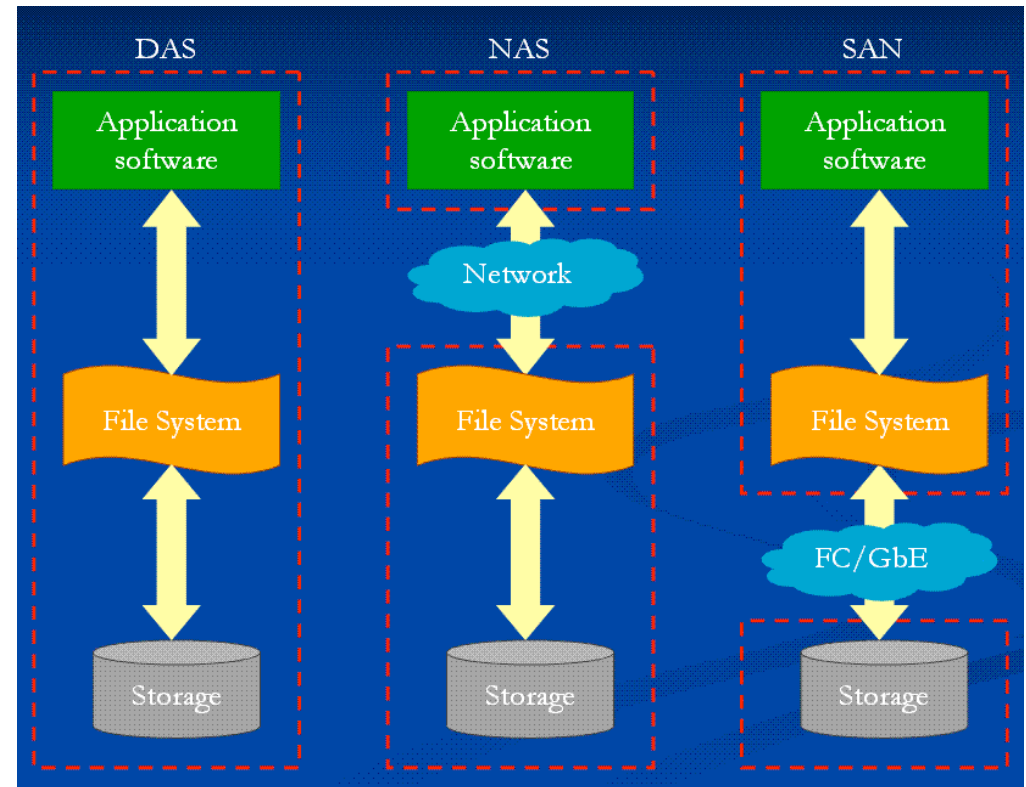 DAS
NAS
SAN
Application
software
Application
software
Application
software
Network
File System
File System
File System
FC/GbE
Storage
Storage
Storage